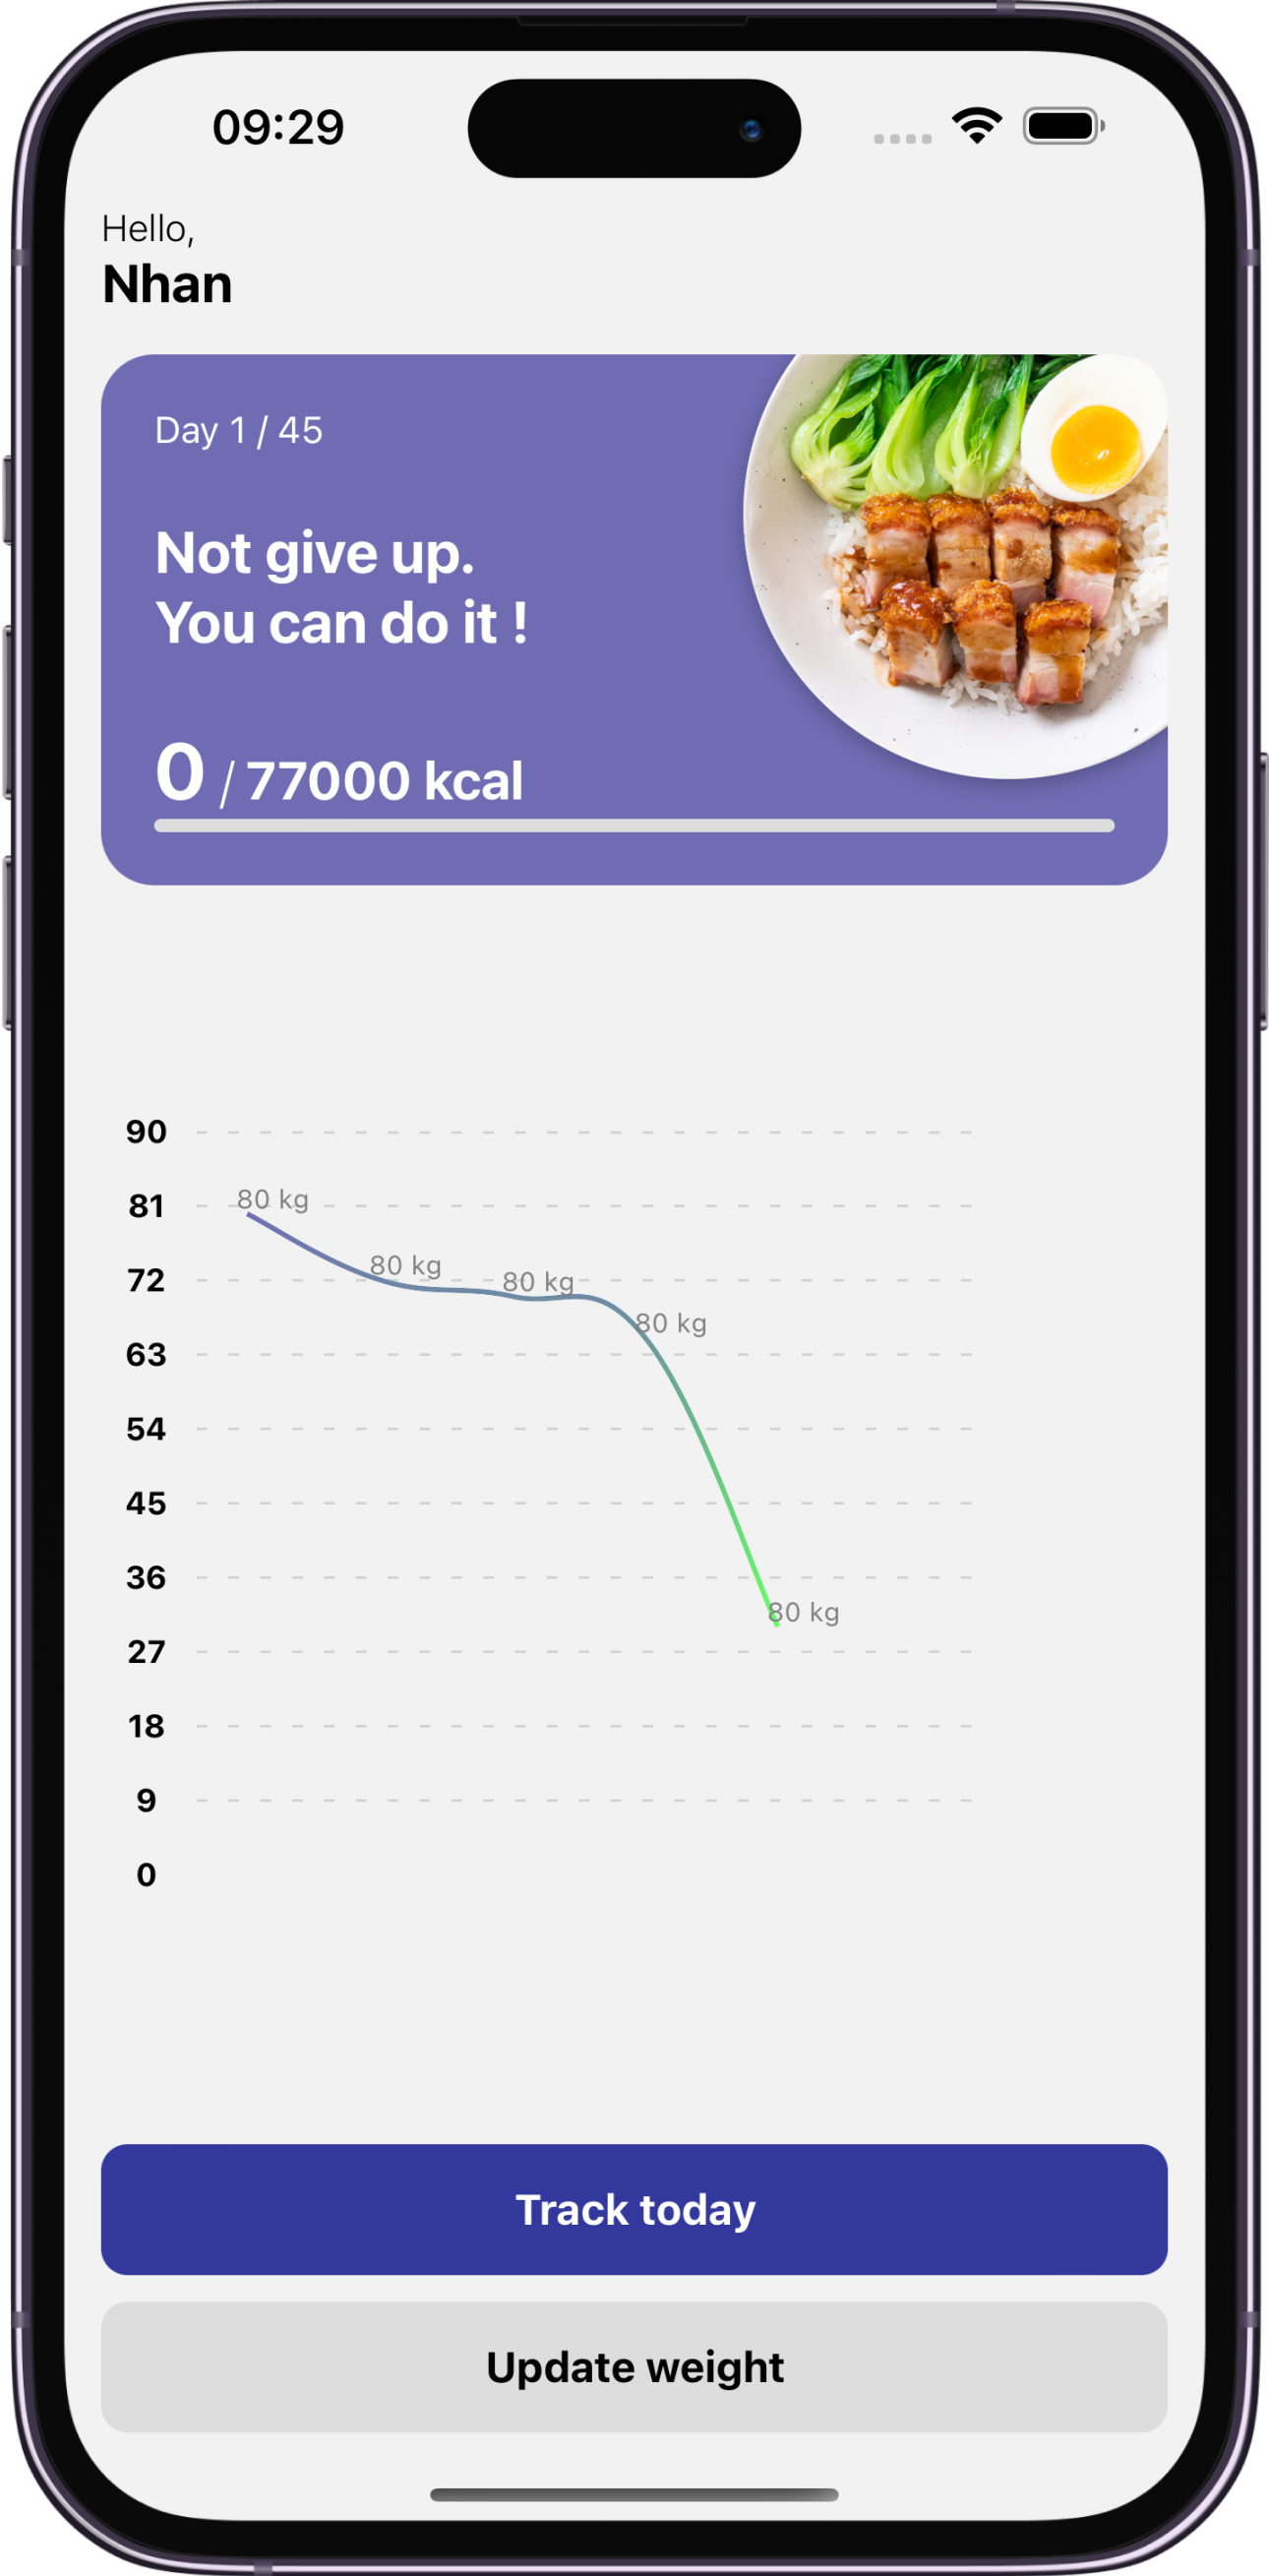 09:29
Hello,
Nhan
Day 1 / 45
Not give up.
You can do it !
0 / 77000 kcal
90
81
80 kg
80 kg
72
80 kg
80 kg
63
54
45
36
80 kg
27
18
9
0
Track today
Update weight